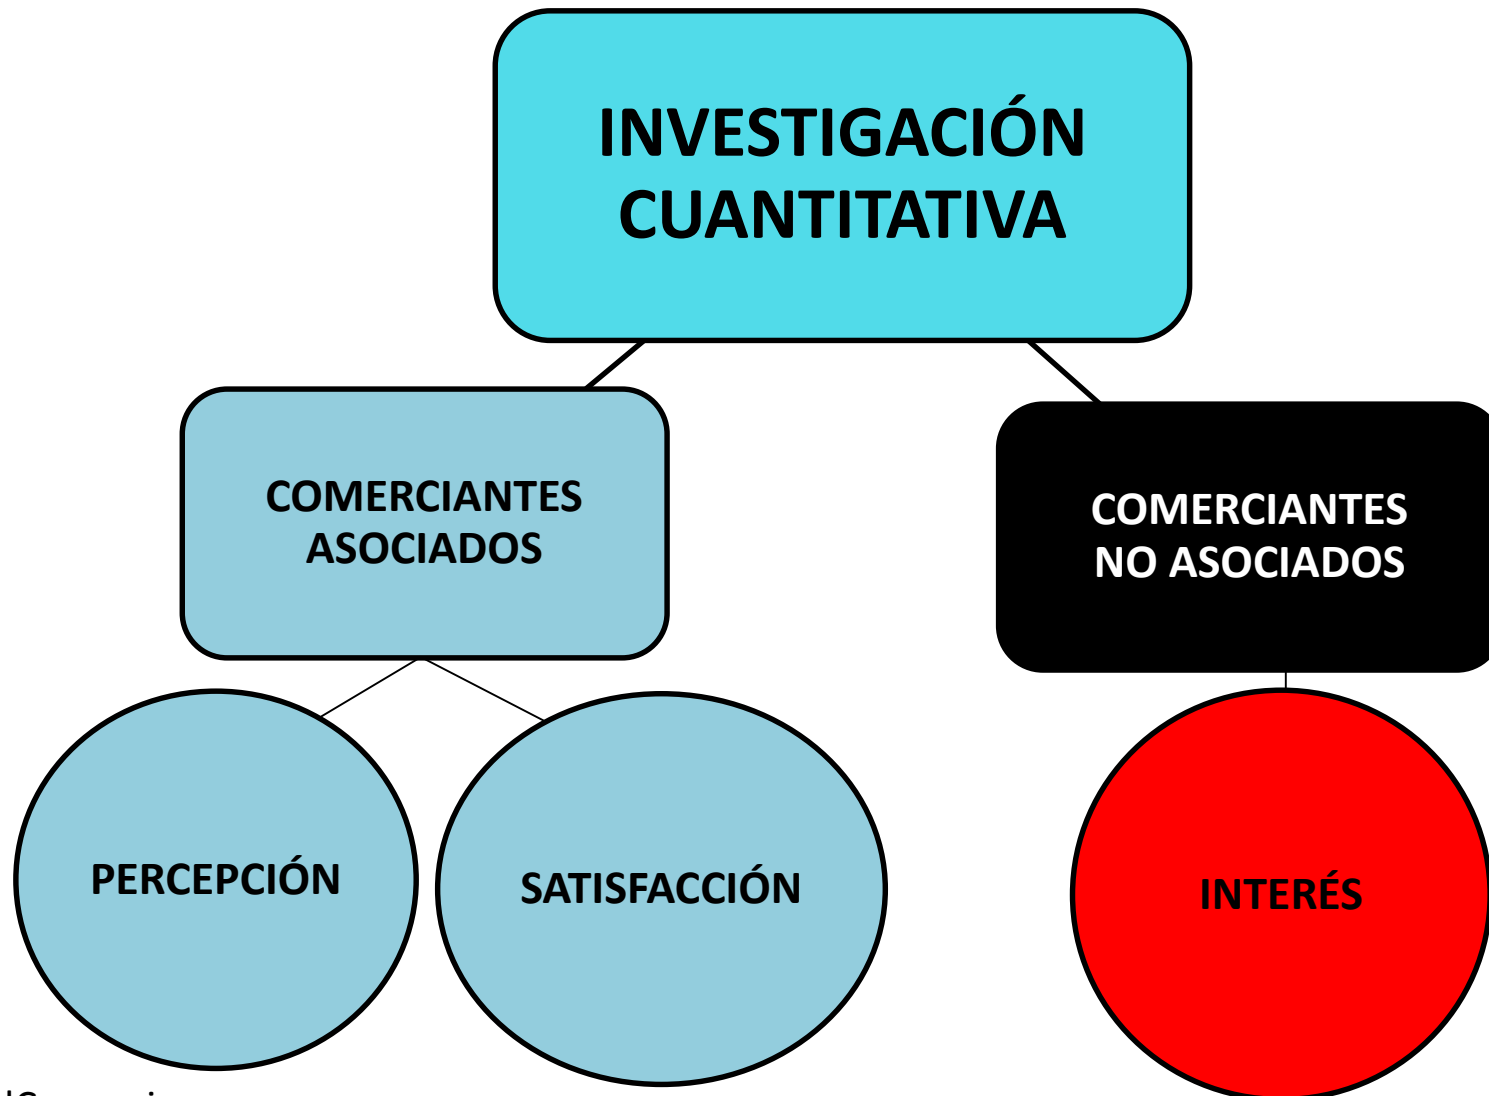 INVESTIGACIÓN
CUANTITATIVA
COMERCIANTES
ASOCIADOS
COMERCIANTES
NO ASOCIADOS
PERCEPCIÓN
SATISFACCIÓN
INTERÉS